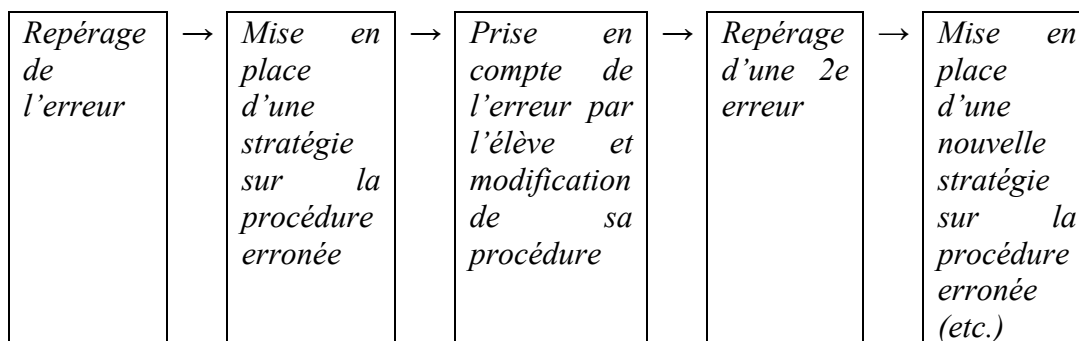 Repérage
de
l'erreur
→
Mise en
place
d'une
stratégie
sur la
procédure
erronée
→
Prise en
compte de
l'erreur par
l'élève et
modification
de sa
procédure
→
Repérage
d'une 2e
erreur
→
Mise en
place
d'une
nouvelle
stratégie
sur la
procédure
erronée
(etc.)